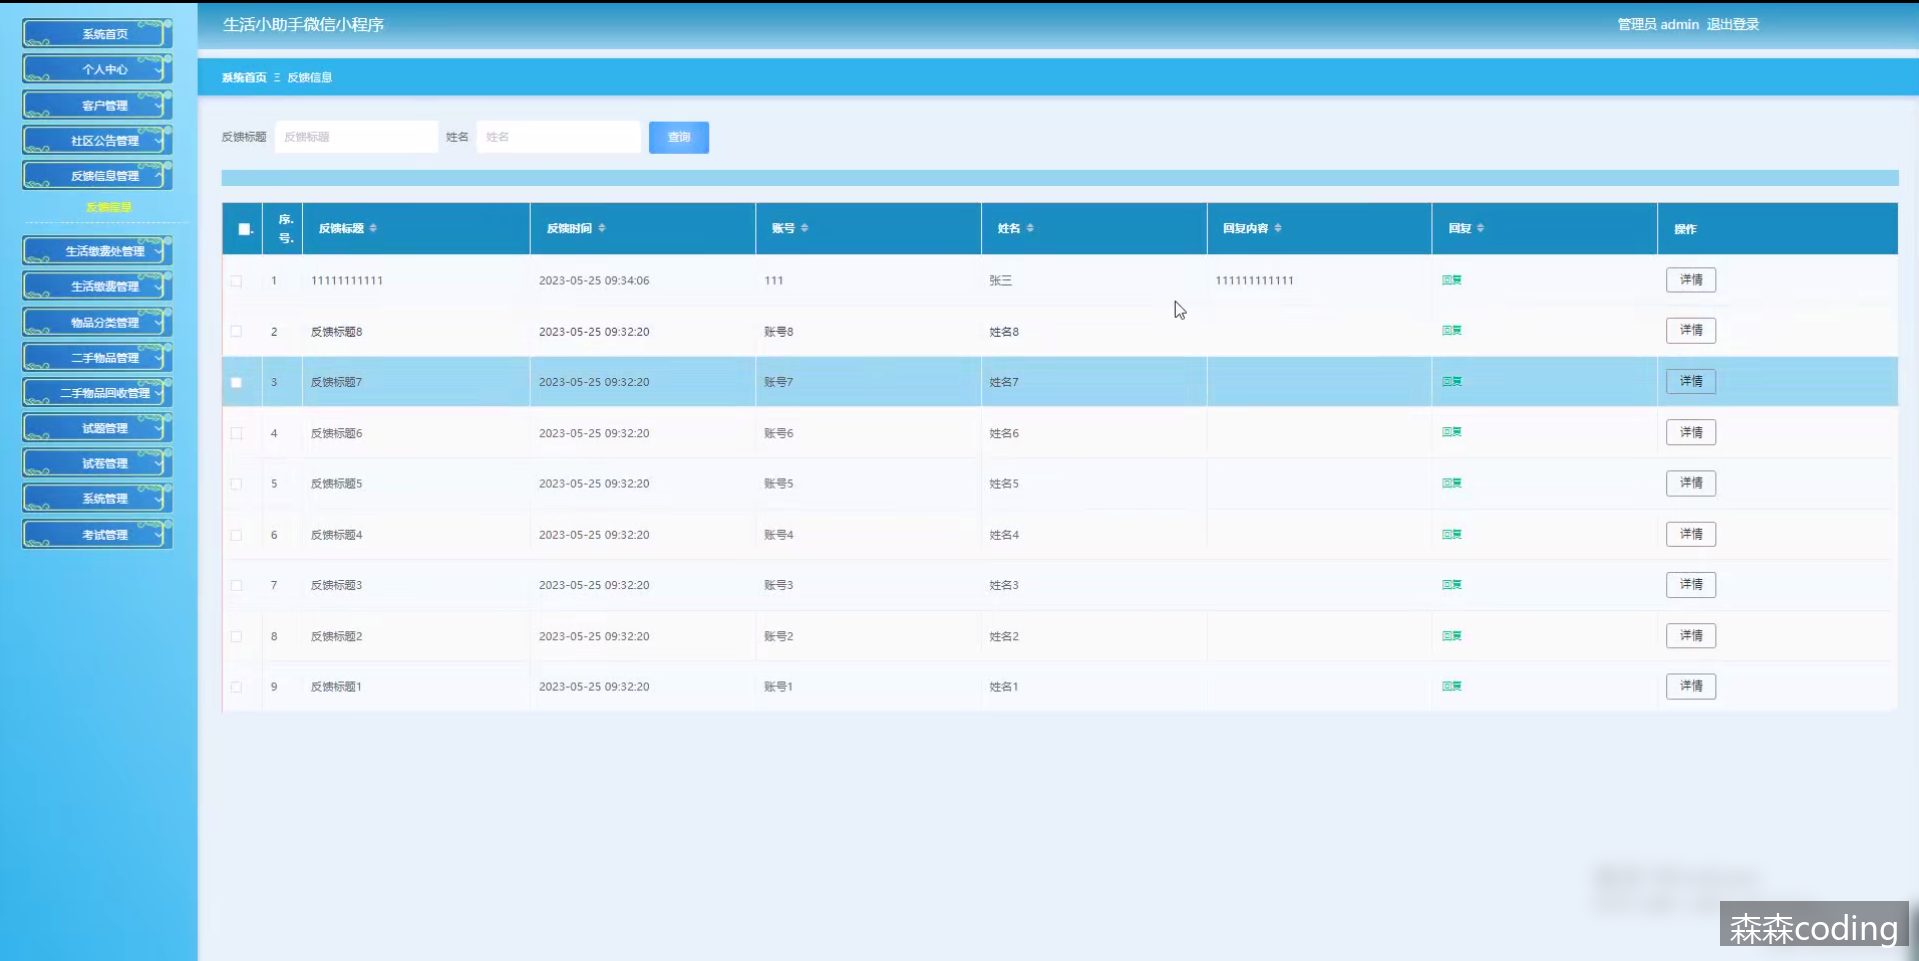 生活小助手微信小程序
管理员 admin 退出登录
系统首页
个人中心
客户管理
社区公告管理
反馈信息管理
反馈信息
生活缴费处管理
生活缴费管理
物品分类管理
二手物品管理
二手物品回收管理
试题管理
试卷管理
系统管理
考试管理
系统首页 Ξ 反馈信息
反馈标题 反馈标题 姓名 姓名 查询
序号 反馈标题 反馈时间 账号 姓名 回复内容 回复 操作
1 11111111111 2023-05-25 09:34:06 111 张三 111111111111 回复 详情
2 反馈标题8 2023-05-25 09:32:20 账号8 姓名8 回复 详情
3 反馈标题7 2023-05-25 09:32:20 账号7 姓名7 回复 详情
4 反馈标题6 2023-05-25 09:32:20 账号6 姓名6 回复 详情
5 反馈标题5 2023-05-25 09:32:20 账号5 姓名5 回复 详情
6 反馈标题4 2023-05-25 09:32:20 账号4 姓名4 回复 详情
7 反馈标题3 2023-05-25 09:32:20 账号3 姓名3 回复 详情
8 反馈标题2 2023-05-25 09:32:20 账号2 姓名2 回复 详情
9 反馈标题1 2023-05-25 09:32:20 账号1 姓名1 回复 详情
森森coding